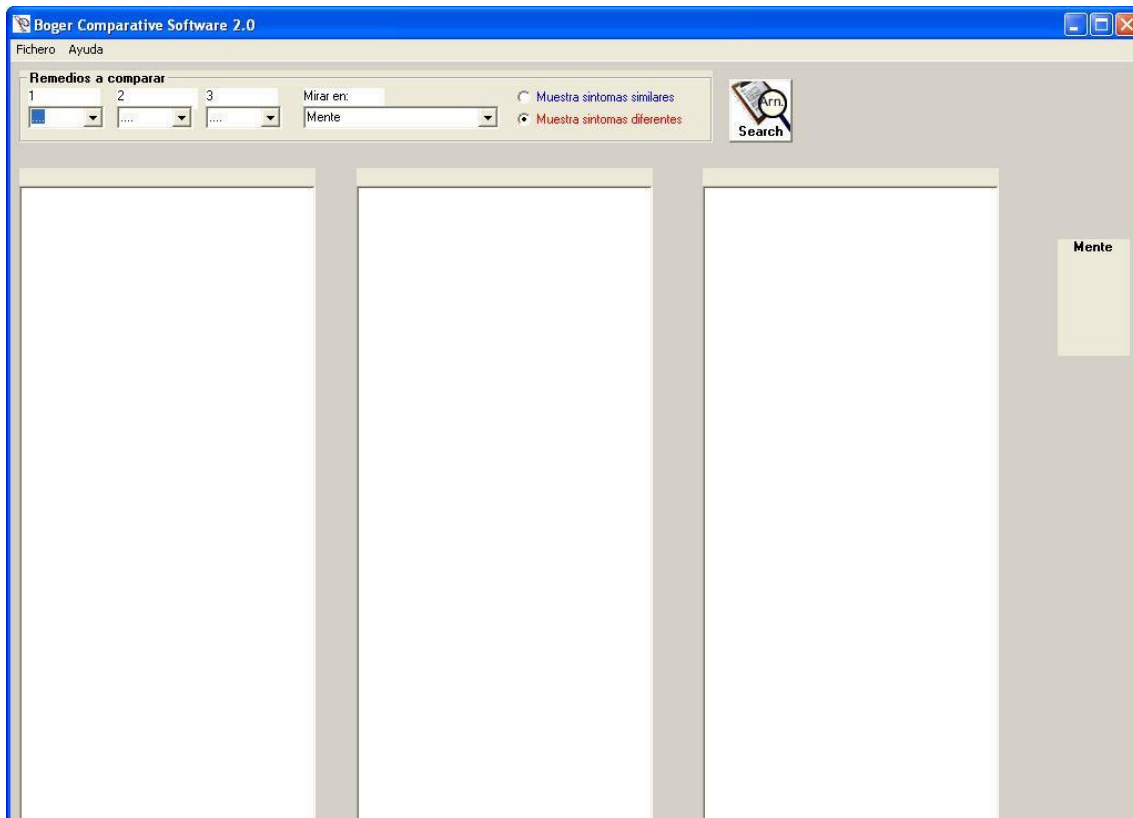 Boger Comparative Software 2.0
Fichero Ayuda
Remedios a comparar
1 2 3 Mirar en:
.... .... .... Mente
Muestra sintomas similares
Muestra sintomas diferentes
Arn.
Search
Mente